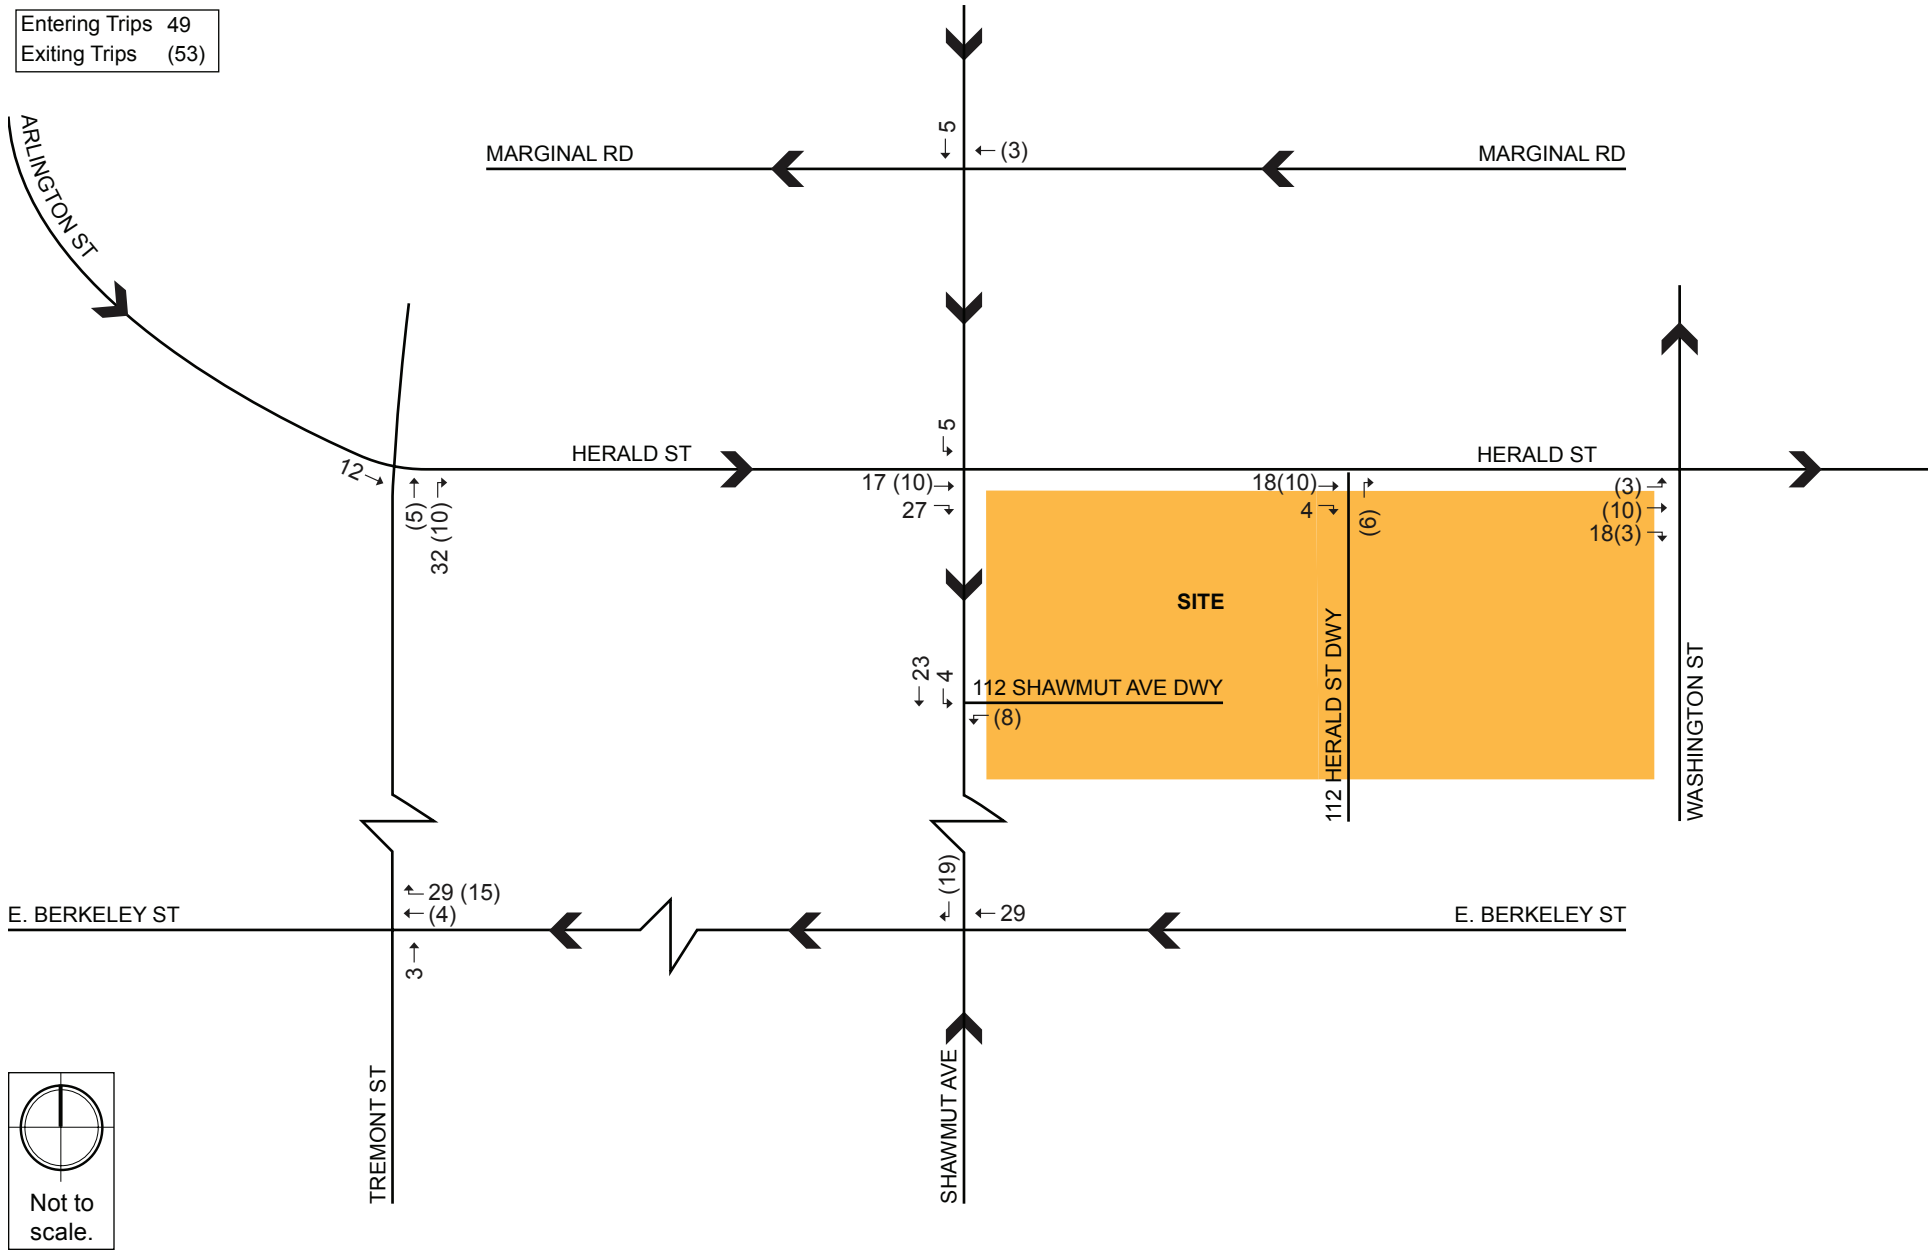 Entering Trips 49
Exiting Trips (53)
ARLINGTON ST
5
(3)
MARGINAL RD
MARGINAL RD
5
HERALD ST
HERALD ST
12
(5)
32 (10)
17 (10)
27
18(10)
4
(6)
(3)
(10)
18(3)
SITE
23
4
112 SHAWMUT AVE DWY
(8)
112 HERALD ST DWY
WASHINGTON ST
(19)
29 (15)
(4)
29
E. BERKELEY ST
E. BERKELEY ST
3
TREMONT ST
SHAWMUT AVE
Not to
scale.